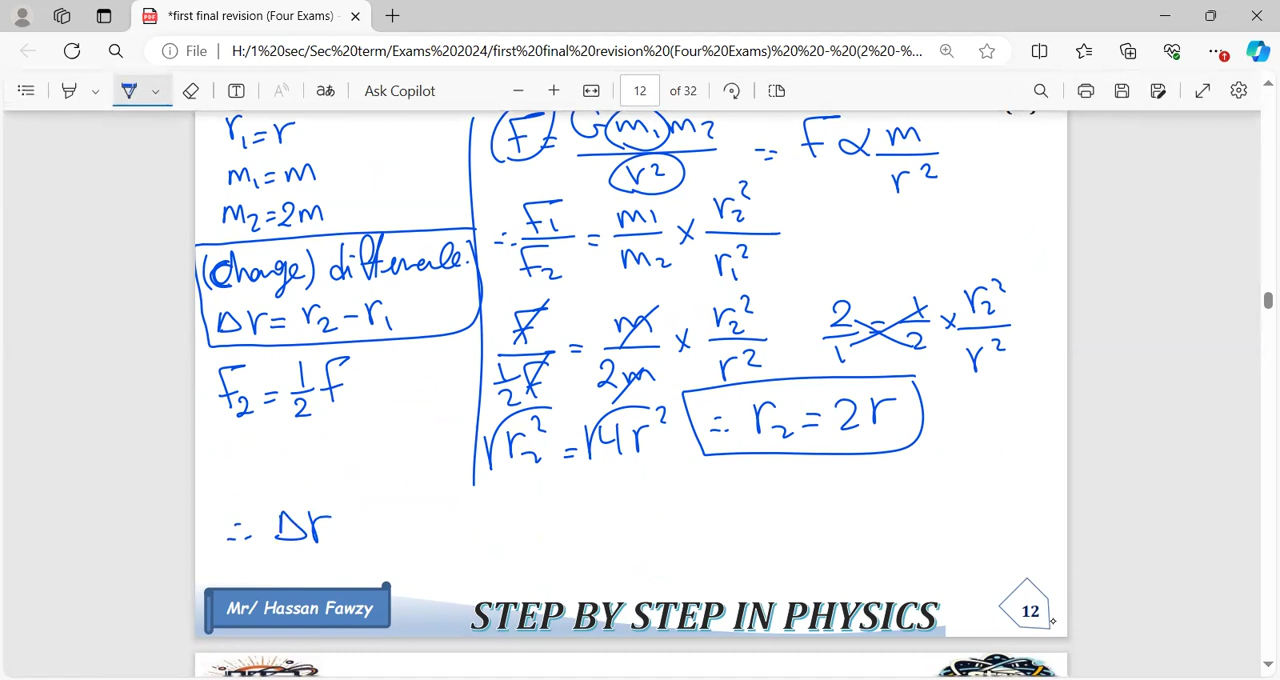 *first final revision (Four Exams) -
File
H:/1%20sec/Sec%20term/Exams%202024/first%20final%20revision%20(Four%20Exams)%20%20-%20(2%20-%...
Ask Copilot
12 of 32
r₁ = r
m₁ = m
m₂ = 2m
(change) difference:
Δr = r₂ - r₁
F₂ = 1/2 F
∴ Δr
F = G m₁ m₂ / r² = F ∝ m / r²
∴ F₁/F₂ = m₁/m₂ × r₂²/r₁²
F / (1/2 F) = m/2m × r₂²/r²
2/1 = 1/2 × r₂²/r²
√r₂² = √4r²
∴ r₂ = 2r
Mr/ Hassan Fawzy
STEP BY STEP IN PHYSICS
12